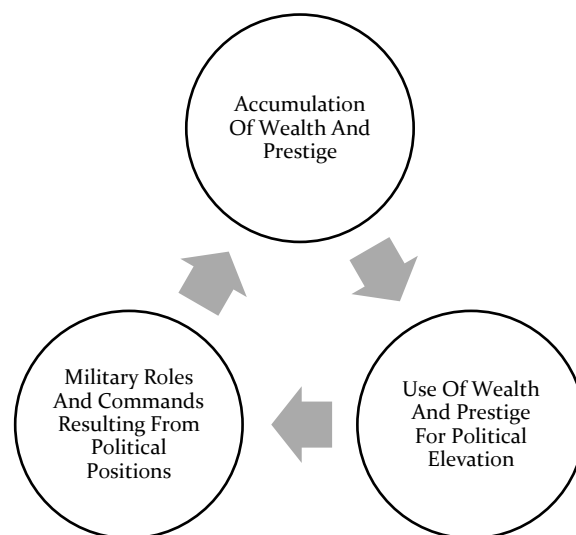 Accumulation
Of Wealth And
Prestige
Use Of Wealth
And Prestige
For Political
Elevation
Military Roles
And Commands
Resulting From
Political
Positions